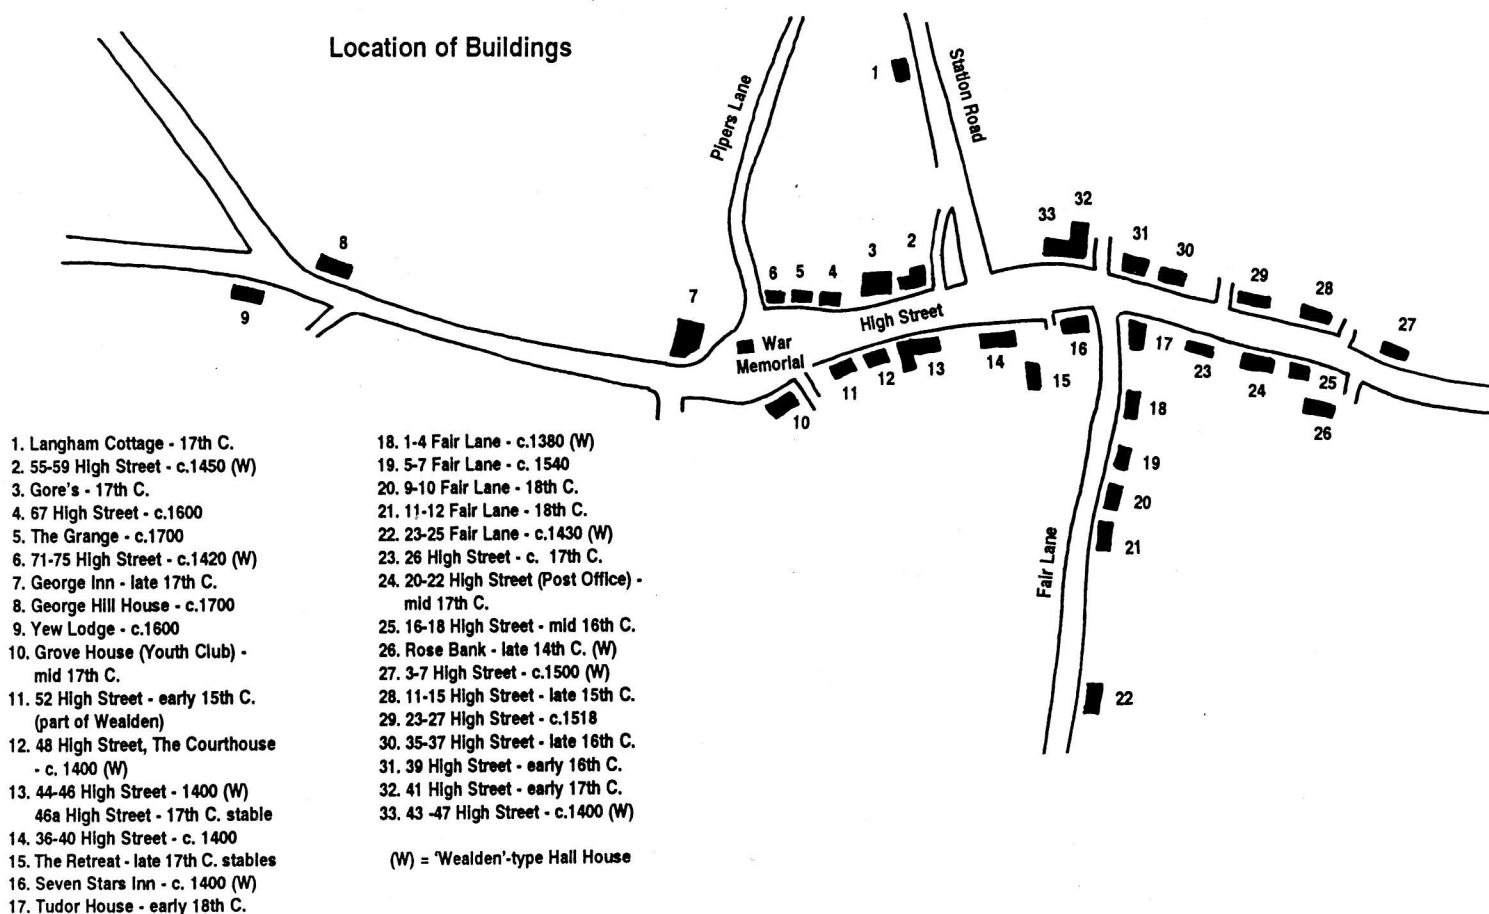 Location of Buildings
Pipers Lane
Station Road
1
32
33
8
3
2
31
30
6
5
4
29
28
9
7
High Street
27
War
Memorial
16
17
23
14
13
12
11
24
25
15
18
10
26
19
20
21
Fair Lane
22
1. Langham Cottage - 17th C.
2. 55-59 High Street - c.1450 (W)
3. Gore's - 17th C.
4. 67 High Street - c.1600
5. The Grange - c.1700
6. 71-75 High Street - c.1420 (W)
7. George Inn - late 17th C.
8. George Hill House - c.1700
9. Yew Lodge - c.1600
10. Grove House (Youth Club) -
mid 17th C.
11. 52 High Street - early 15th C.
(part of Wealden)
12. 48 High Street, The Courthouse
- c. 1400 (W)
13. 44-46 High Street - 1400 (W)
46a High Street - 17th C. stable
14. 36-40 High Street - c. 1400
15. The Retreat - late 17th C. stables
16. Seven Stars Inn - c. 1400 (W)
17. Tudor House - early 18th C.
18. 1-4 Fair Lane - c.1380 (W)
19. 5-7 Fair Lane - c. 1540
20. 9-10 Fair Lane - 18th C.
21. 11-12 Fair Lane - 18th C.
22. 23-25 Fair Lane - c.1430 (W)
23. 26 High Street - c. 17th C.
24. 20-22 High Street (Post Office) -
mid 17th C.
25. 16-18 High Street - mid 16th C.
26. Rose Bank - late 14th C. (W)
27. 3-7 High Street - c.1500 (W)
28. 11-15 High Street - late 15th C.
29. 23-27 High Street - c.1518
30. 35-37 High Street - late 16th C.
31. 39 High Street - early 16th C.
32. 41 High Street - early 17th C.
33. 43 -47 High Street - c.1400 (W)
(W) = 'Wealden'-type Hall House